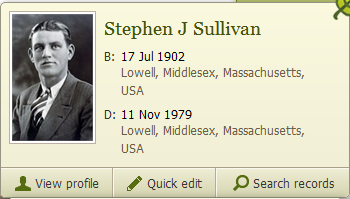 Stephen J Sullivan
B: 17 Jul 1902
Lowell, Middlesex, Massachusetts,
USA
D: 11 Nov 1979
Lowell, Middlesex, Massachusetts,
USA
View profile Quick edit Search records